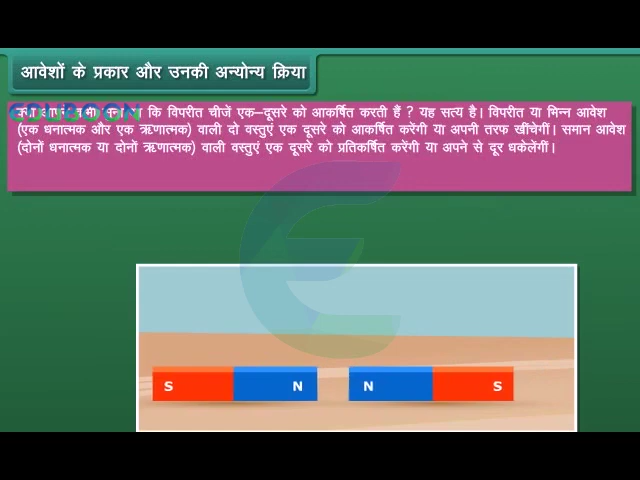 आवेशों के प्रकार और उनकी अन्योन्य क्रिया
EDUBOON
कि विपरीत चीजें एक–दूसरे को आकर्षित करती हैं ? यह सत्य है। विपरीत या भिन्न आवेश
(एक धनात्मक और एक ऋणात्मक) वाली दो वस्तुएं एक दूसरे को आकर्षित करेंगी या अपनी तरफ खींचेगीं। समान आवेश
(दोनों धनात्मक या दोनों ऋणात्मक) वाली वस्तुएं एक दूसरे को प्रतिकर्षित करेंगी या अपने से दूर धकेलेंगीं।
S N N S